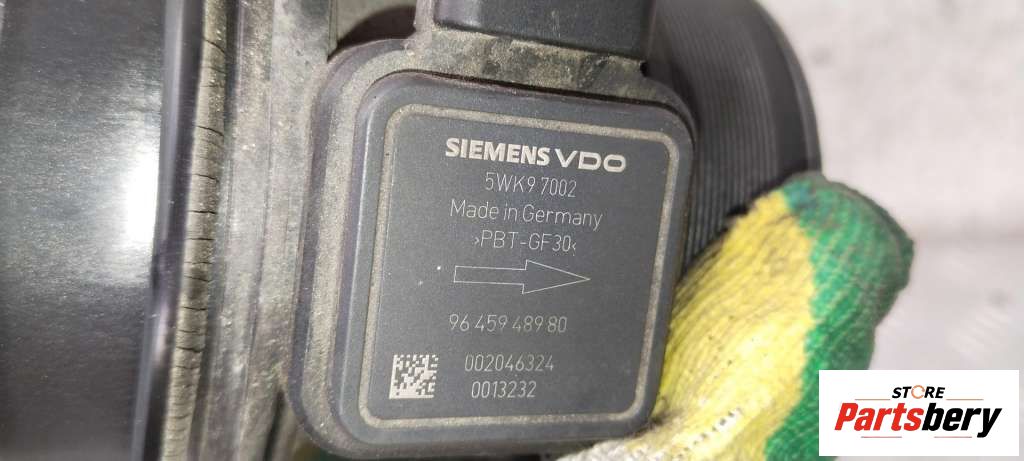 SIEMENS VDO
5WK9 7002
Made in Germany
>PBT-GF30<
96 459 489 80
002046324
0013232
STORE
Partsbery